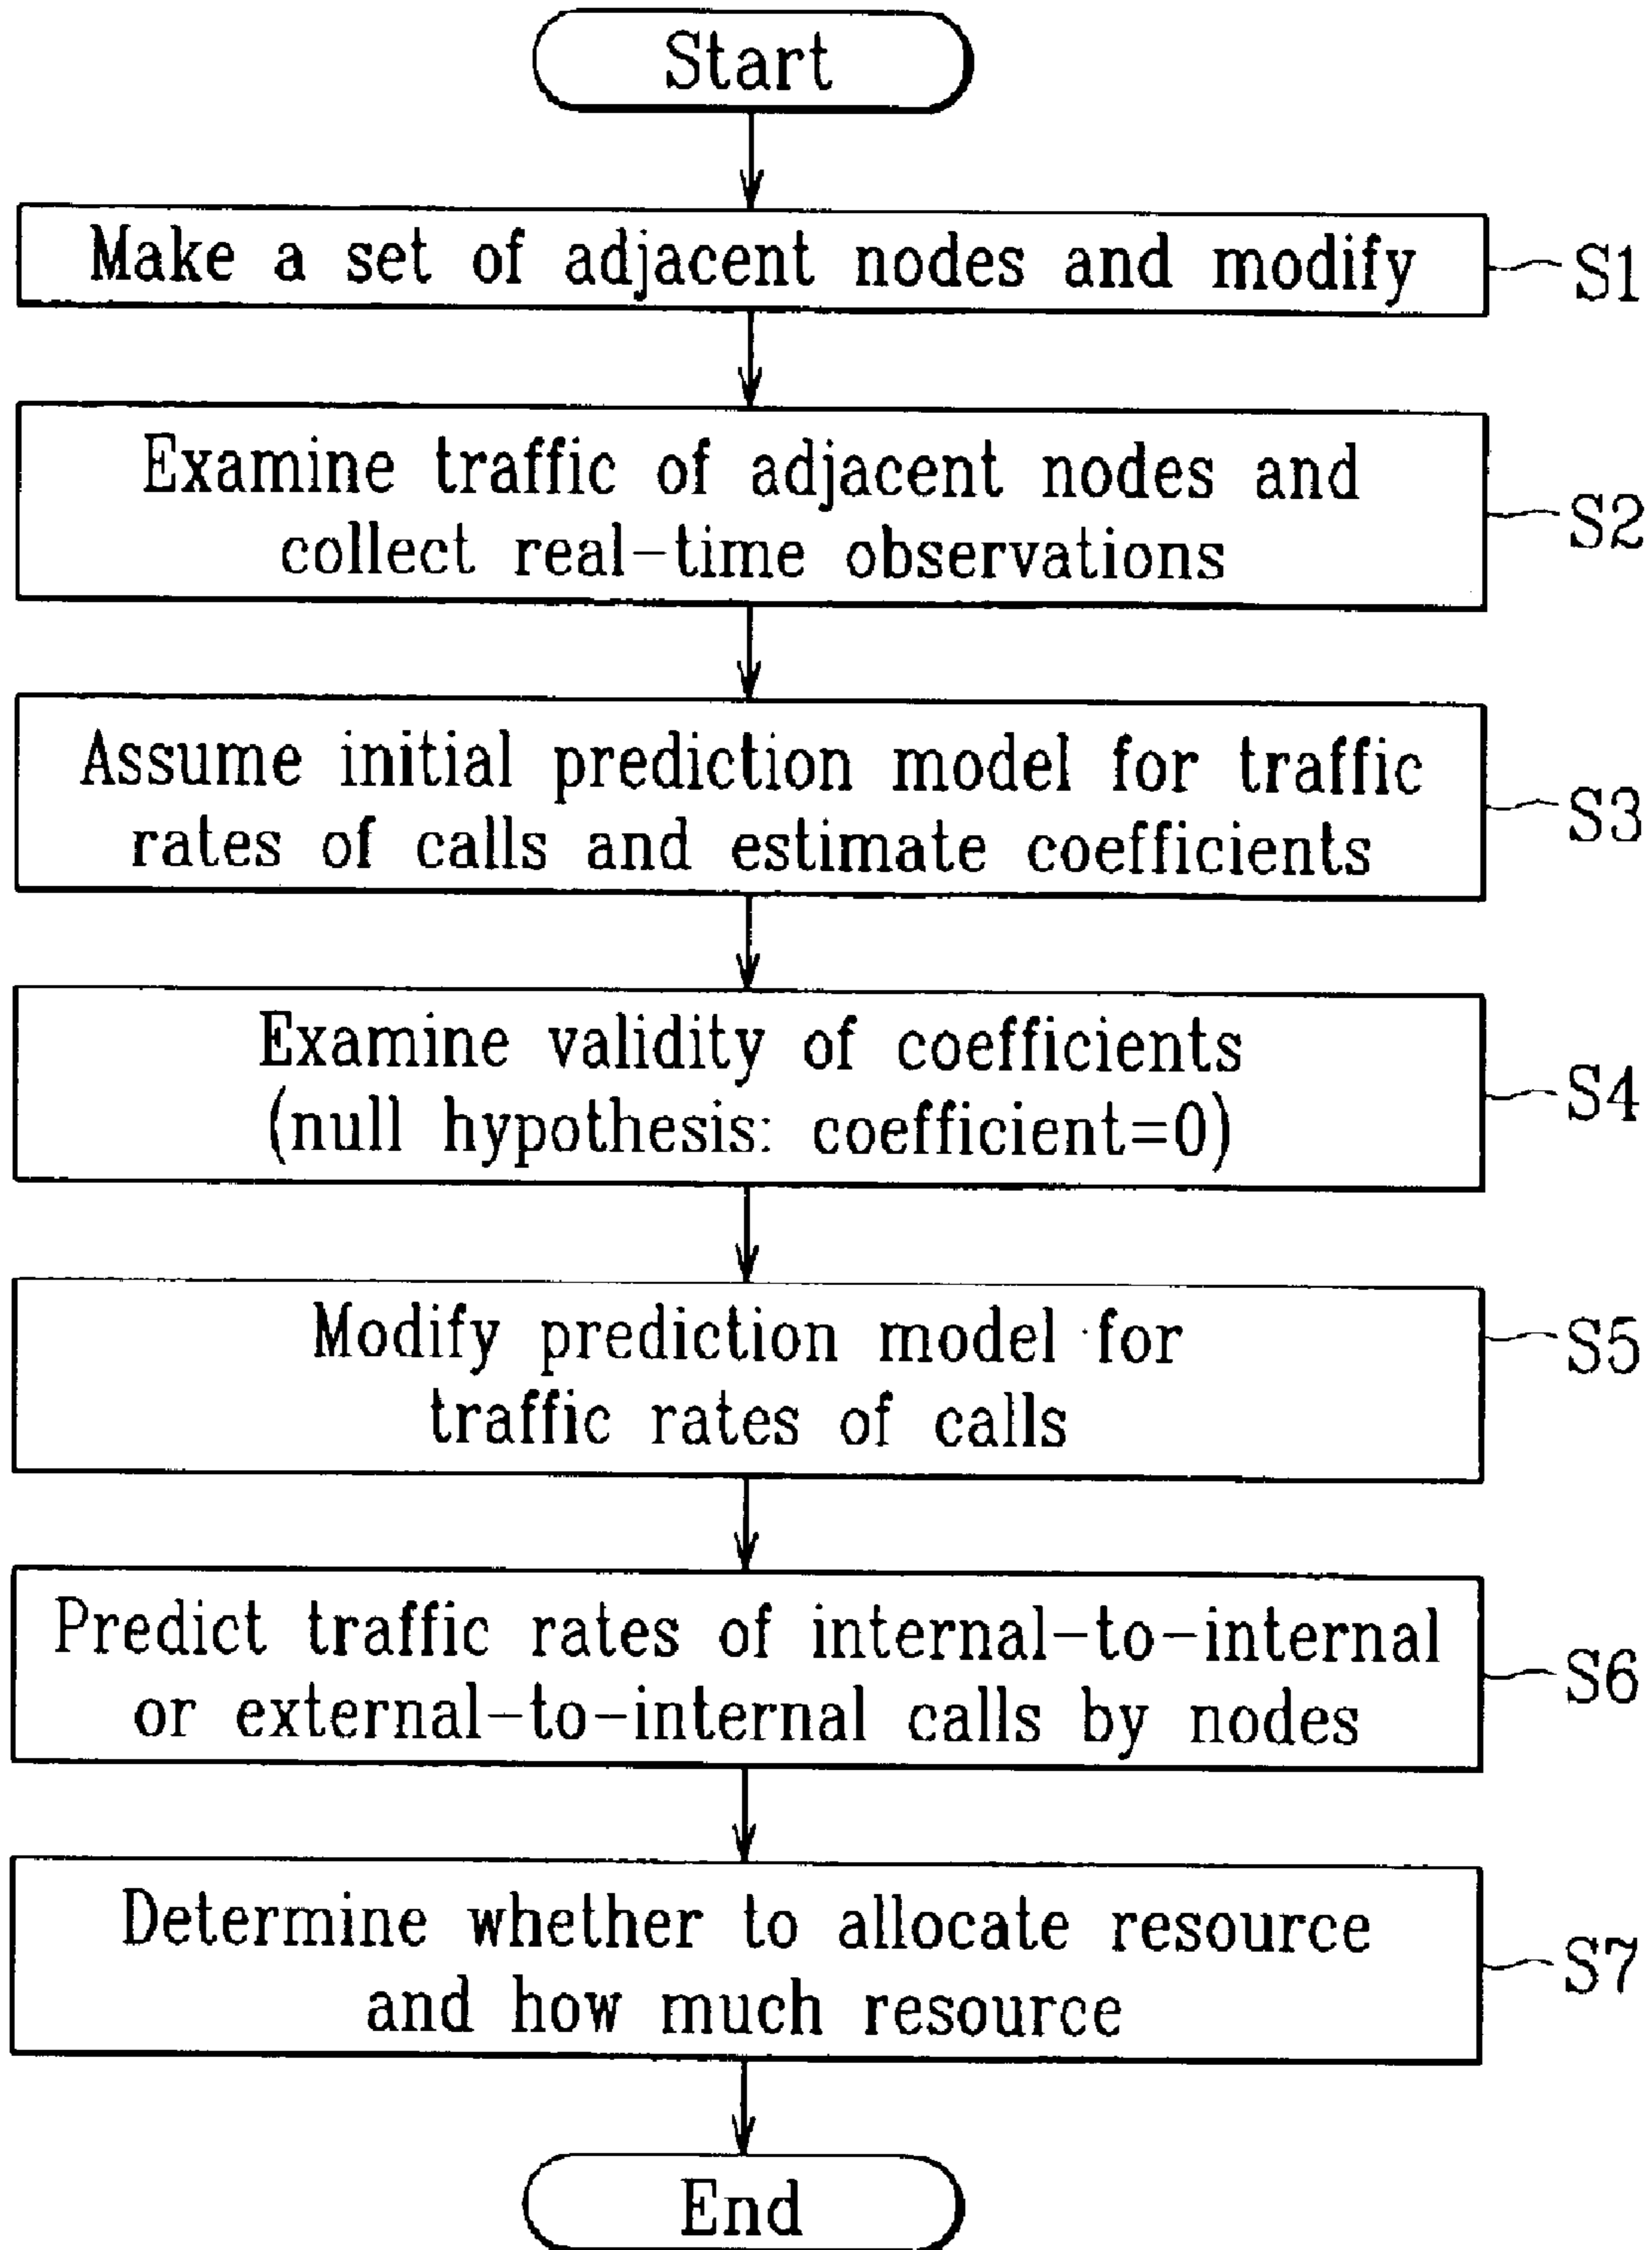 Start
Make a set of adjacent nodes and modify
S1
Examine traffic of adjacent nodes and
collect real-time observations
S2
Assume initial prediction model for traffic
rates of calls and estimate coefficients
S3
Examine validity of coefficients
(null hypothesis: coefficient=0)
S4
Modify prediction model for
traffic rates of calls
S5
Predict traffic rates of internal-to-internal
or external-to-internal calls by nodes
S6
Determine whether to allocate resource
and how much resource
S7
End